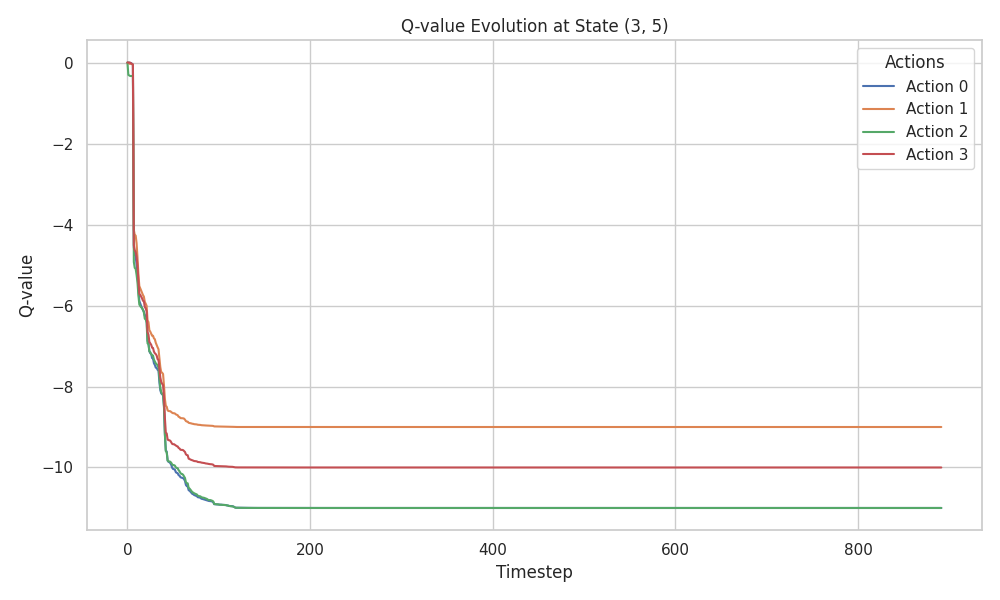 Q-value Evolution at State (3, 5)
Actions
Action 0
Action 1
Action 2
Action 3
Q-value
0
−2
−4
−6
−8
−10
0 200 400 600 800
Timestep